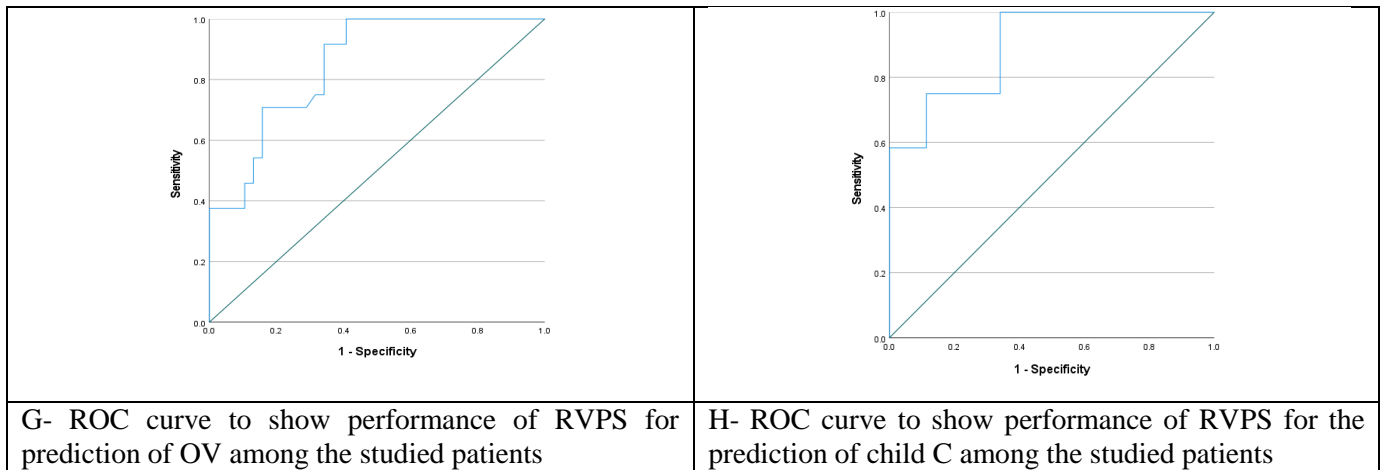 1.0
0.8
0.6
0.4
0.2
0.0
Sensitivity
0.0 0.2 0.4 0.6 0.8 1.0
1 - Specificity
1.0
0.8
0.6
0.4
0.2
0.0
Sensitivity
0.0 0.2 0.4 0.6 0.8 1.0
1 - Specificity
G- ROC curve to show performance of RVPS for
prediction of OV among the studied patients
H- ROC curve to show performance of RVPS for the
prediction of child C among the studied patients